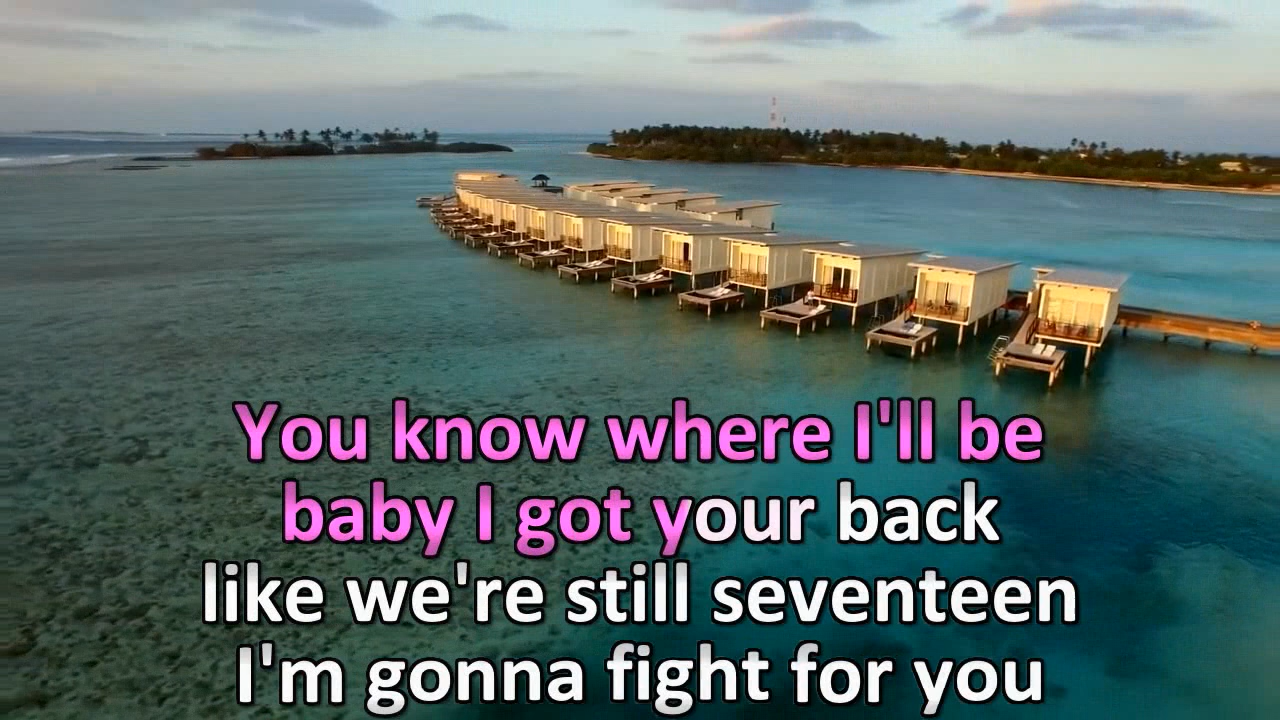 You know where I'll be
baby I got your back
like we're still seventeen
I'm gonna fight for you